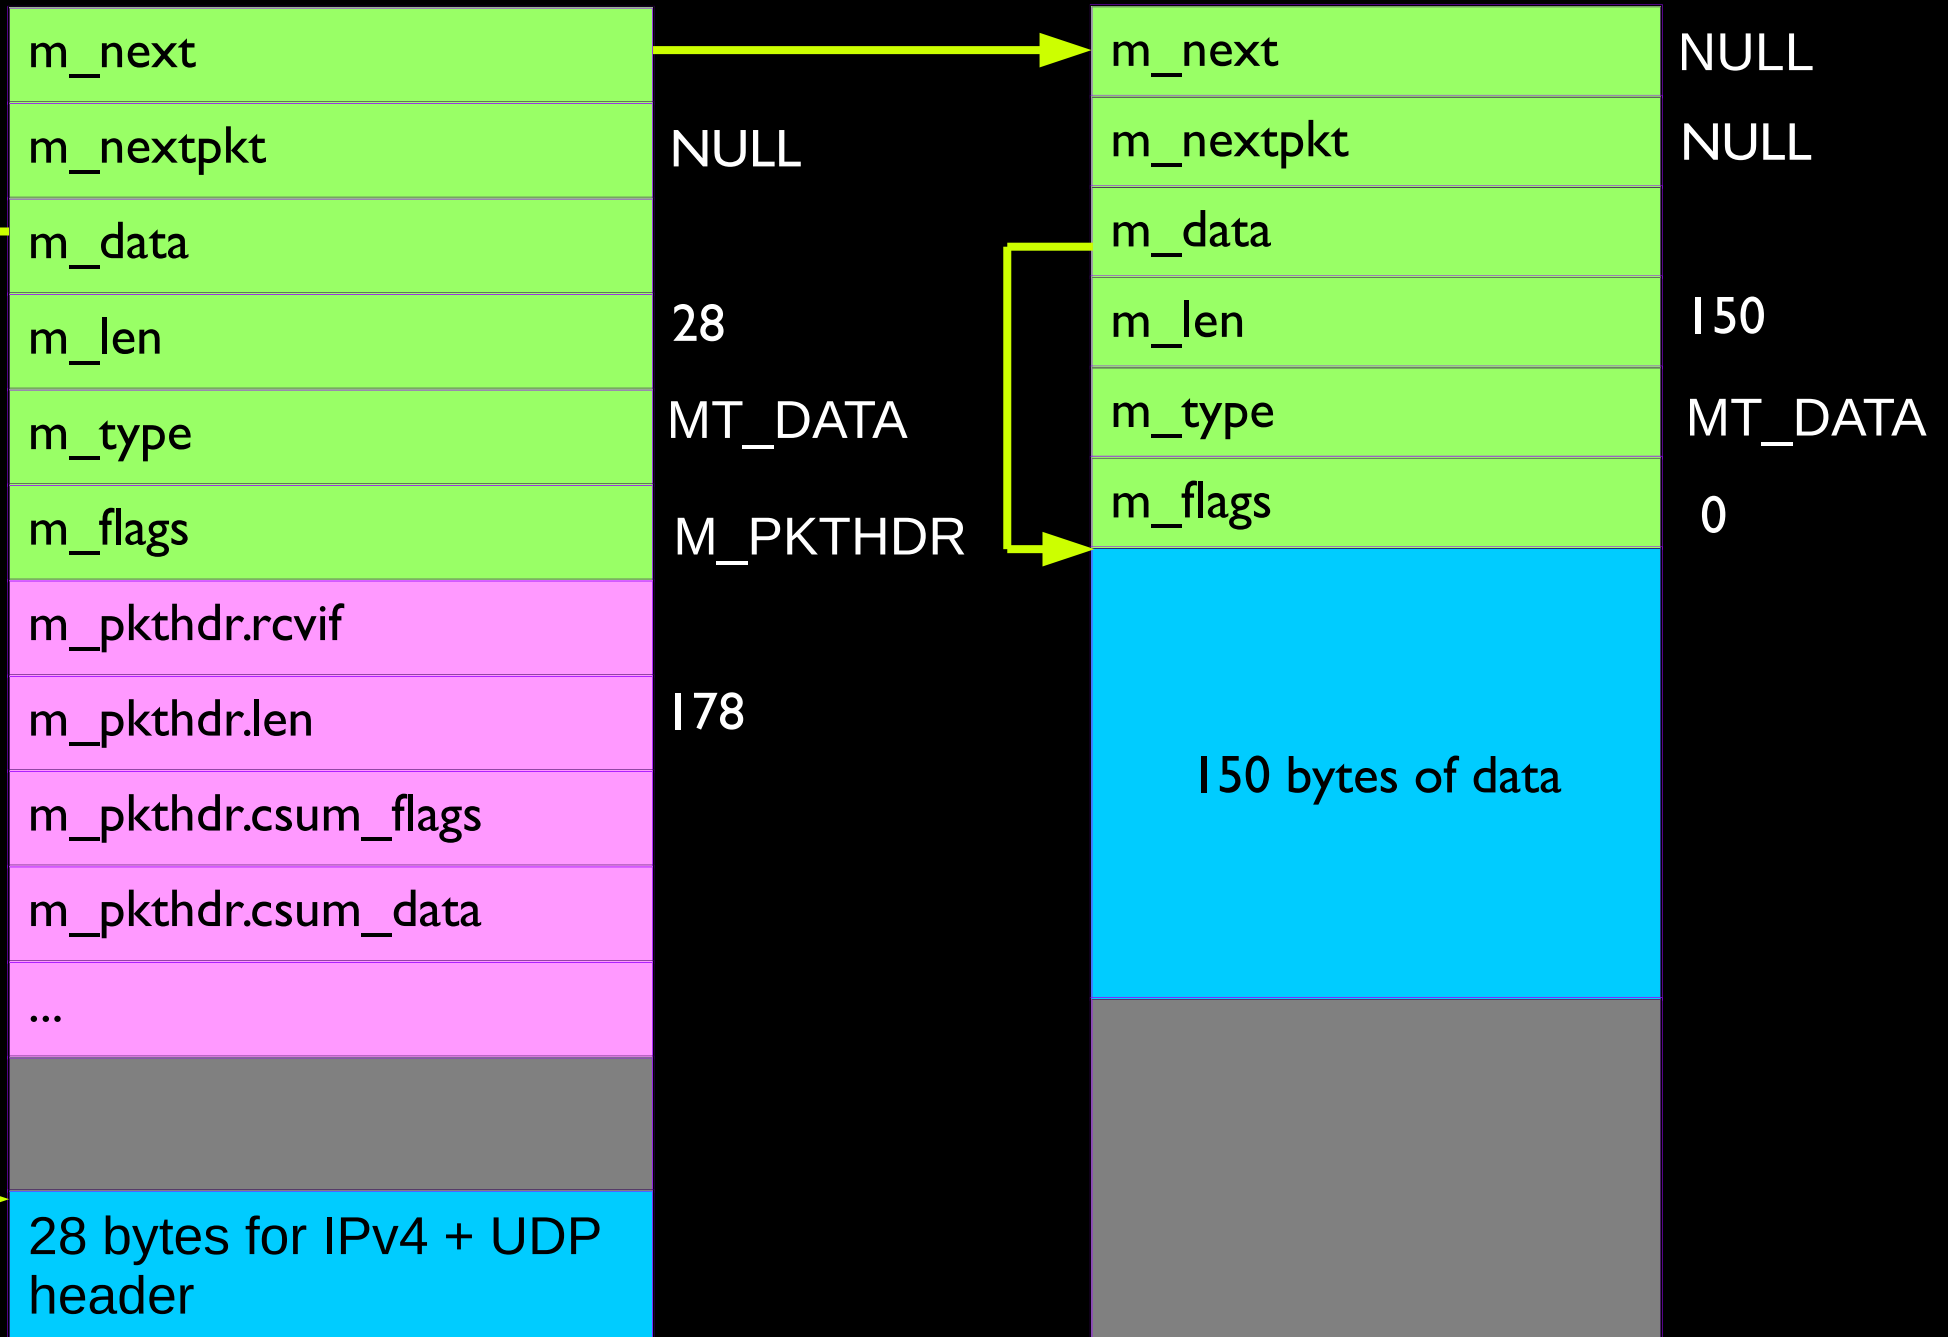 m_next
m_nextpkt
NULL
m_data
m_len
28
m_type
MT_DATA
m_flags
M_PKTHDR
m_pkthdr.rcvif
m_pkthdr.len
178
m_pkthdr.csum_flags
m_pkthdr.csum_data
...
28 bytes for IPv4 + UDP
header
m_next
NULL
m_nextpkt
NULL
m_data
m_len
150
m_type
MT_DATA
m_flags
0
150 bytes of data